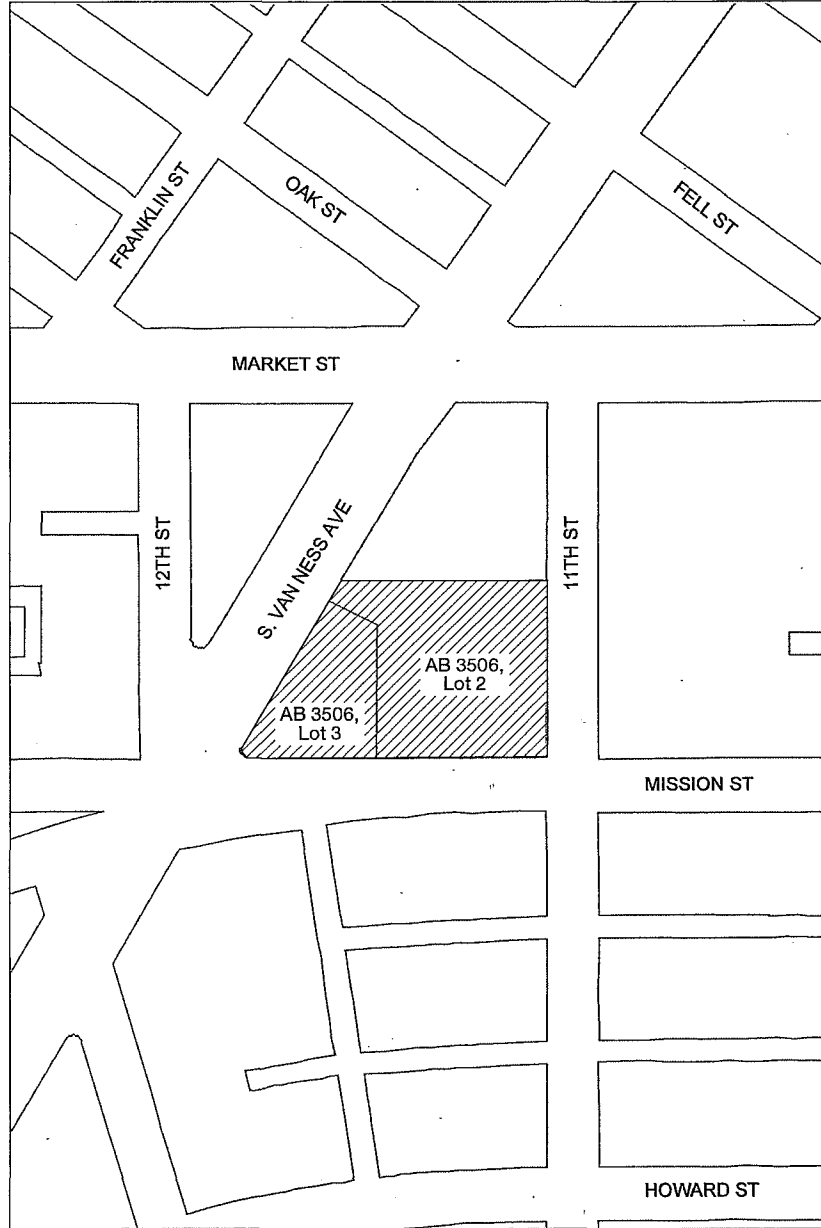 FRANKLIN ST
OAK ST
FELL ST
MARKET ST
12TH ST
S. VAN NESS AVE
11TH ST
AB 3506,
Lot 2
AB 3506,
Lot 3
MISSION ST
HOWARD ST